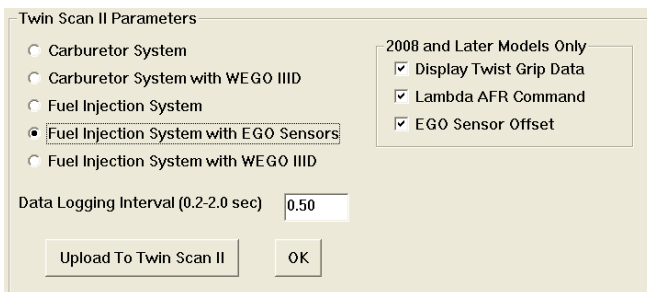 Twin Scan II Parameters
Carburetor System
Carburetor System with WEGO IIID
Fuel Injection System
Fuel Injection System with EGO Sensors
Fuel Injection System with WEGO IIID
2008 and Later Models Only
Display Twist Grip Data
Lambda AFR Command
EGO Sensor Offset
Data Logging Interval (0.2-2.0 sec) 0.50
Upload To Twin Scan II OK